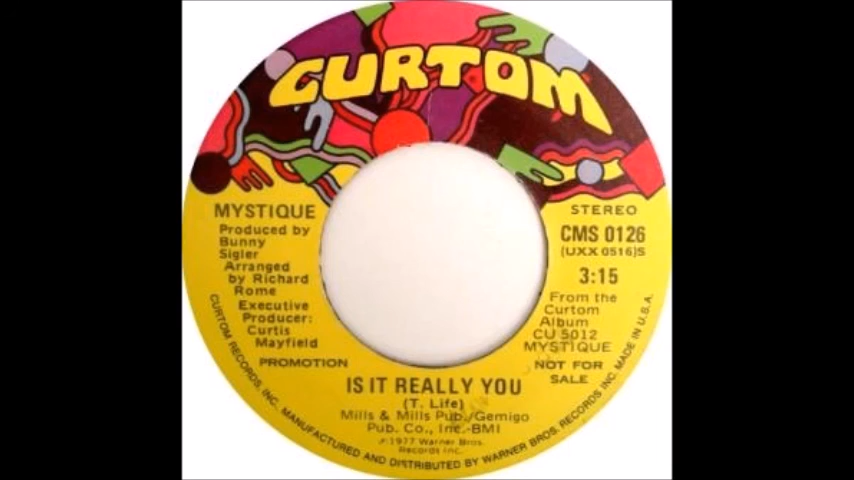 CURTOM
MYSTIQUE
Produced by
Bunny
Sigler
Arranged
by Richard
Rome
Executive
Producer:
Curtis
Mayfield
PROMOTION
STEREO
CMS 0126
(UXX 0516)S
3:15
From the
Curtom
Album
CU 5012
MYSTIQUE
NOT FOR
SALE
IS IT REALLY YOU
(T. Life)
Mills & Mills Pub./Gemigo
Pub. Co., Inc.-BMI
℗1977 Warner Bros.
Records Inc.
CURTOM RECORDS, INC. MANUFACTURED AND DISTRIBUTED BY WARNER BROS. RECORDS INC. MADE IN U.S.A.